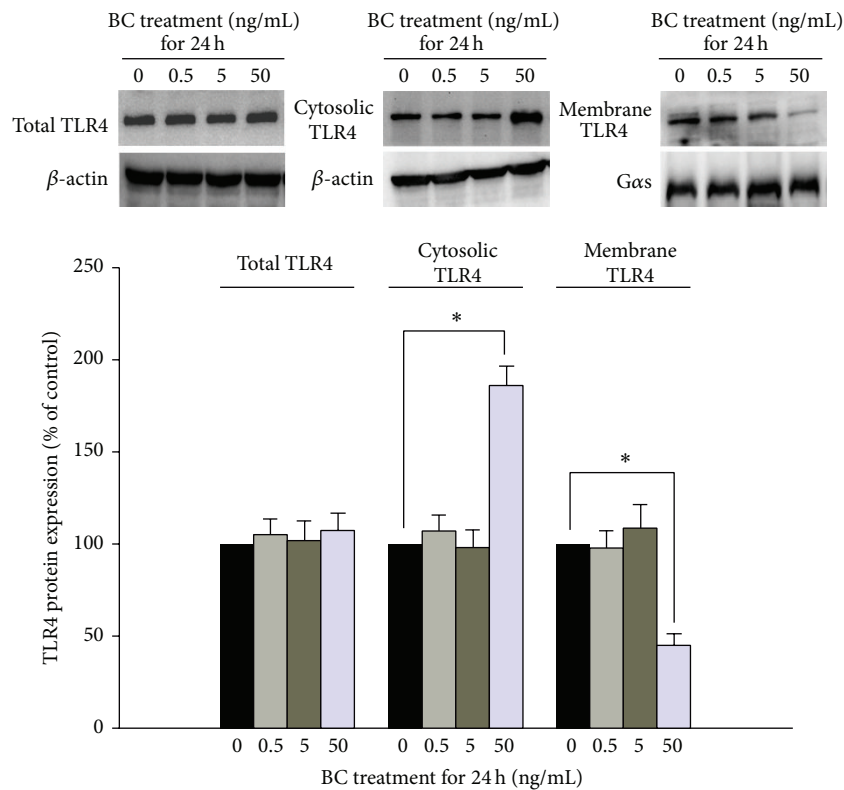 BC treatment (ng/mL)
for 24 h
0 0.5 5 50
Total TLR4
β-actin
BC treatment (ng/mL)
for 24 h
0 0.5 5 50
Cytosolic
TLR4
β-actin
BC treatment (ng/mL)
for 24 h
0 0.5 5 50
Membrane
TLR4
Gαs
TLR4 protein expression (% of control)
250
200
150
100
50
0
Total TLR4
Cytosolic
TLR4
Membrane
TLR4
*
*
0 0.5 5 50 0 0.5 5 50 0 0.5 5 50
BC treatment for 24 h (ng/mL)